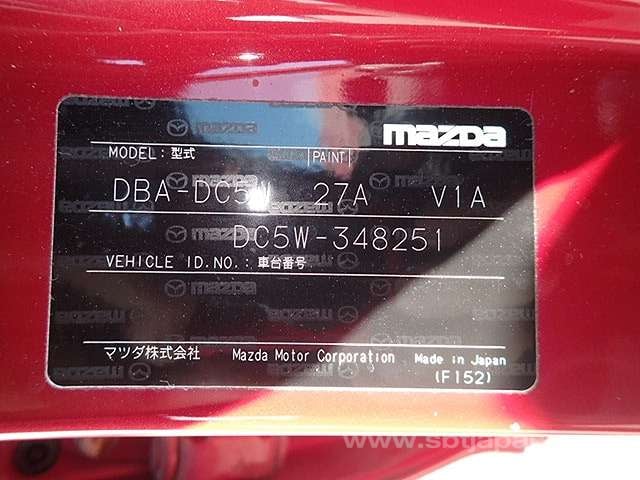 mazda
MODEL:型式 PAINT
DBA-DC5W 27A V1A
DC5W-348251
VEHICLE ID.NO.:車台番号
マツダ株式会社 Mazda Motor Corporation Made in Japan
(F152)
www.sbtjapan